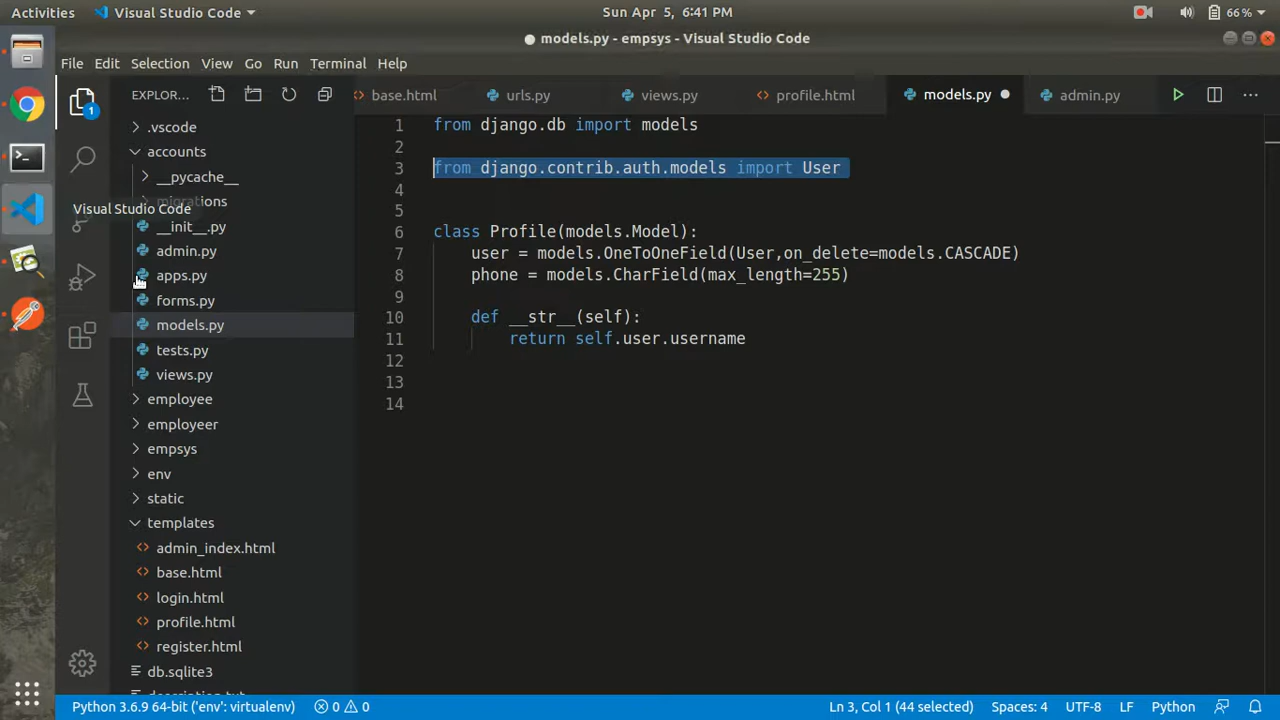 Activities Visual Studio Code Sun Apr 5, 6:41 PM 66 %
models.py - empsys - Visual Studio Code
File Edit Selection View Go Run Terminal Help
EXPLOR... base.html urls.py views.py profile.html models.py admin.py
1
.vscode
accounts
__pycache__
migrations
Visual Studio Code
__init__.py
admin.py
apps.py
forms.py
models.py
tests.py
views.py
employee
employeer
empsys
env
static
templates
admin_index.html
base.html
login.html
profile.html
register.html
db.sqlite3
description.txt
1 from django.db import models
2
3 from django.contrib.auth.models import User
4
5
6 class Profile(models.Model):
7 user = models.OneToOneField(User,on_delete=models.CASCADE)
8 phone = models.CharField(max_length=255)
9
10 def __str__(self):
11 return self.user.username
12
13
14
Python 3.6.9 64-bit ('env': virtualenv) 0 0 Ln 3, Col 1 (44 selected) Spaces: 4 UTF-8 LF Python